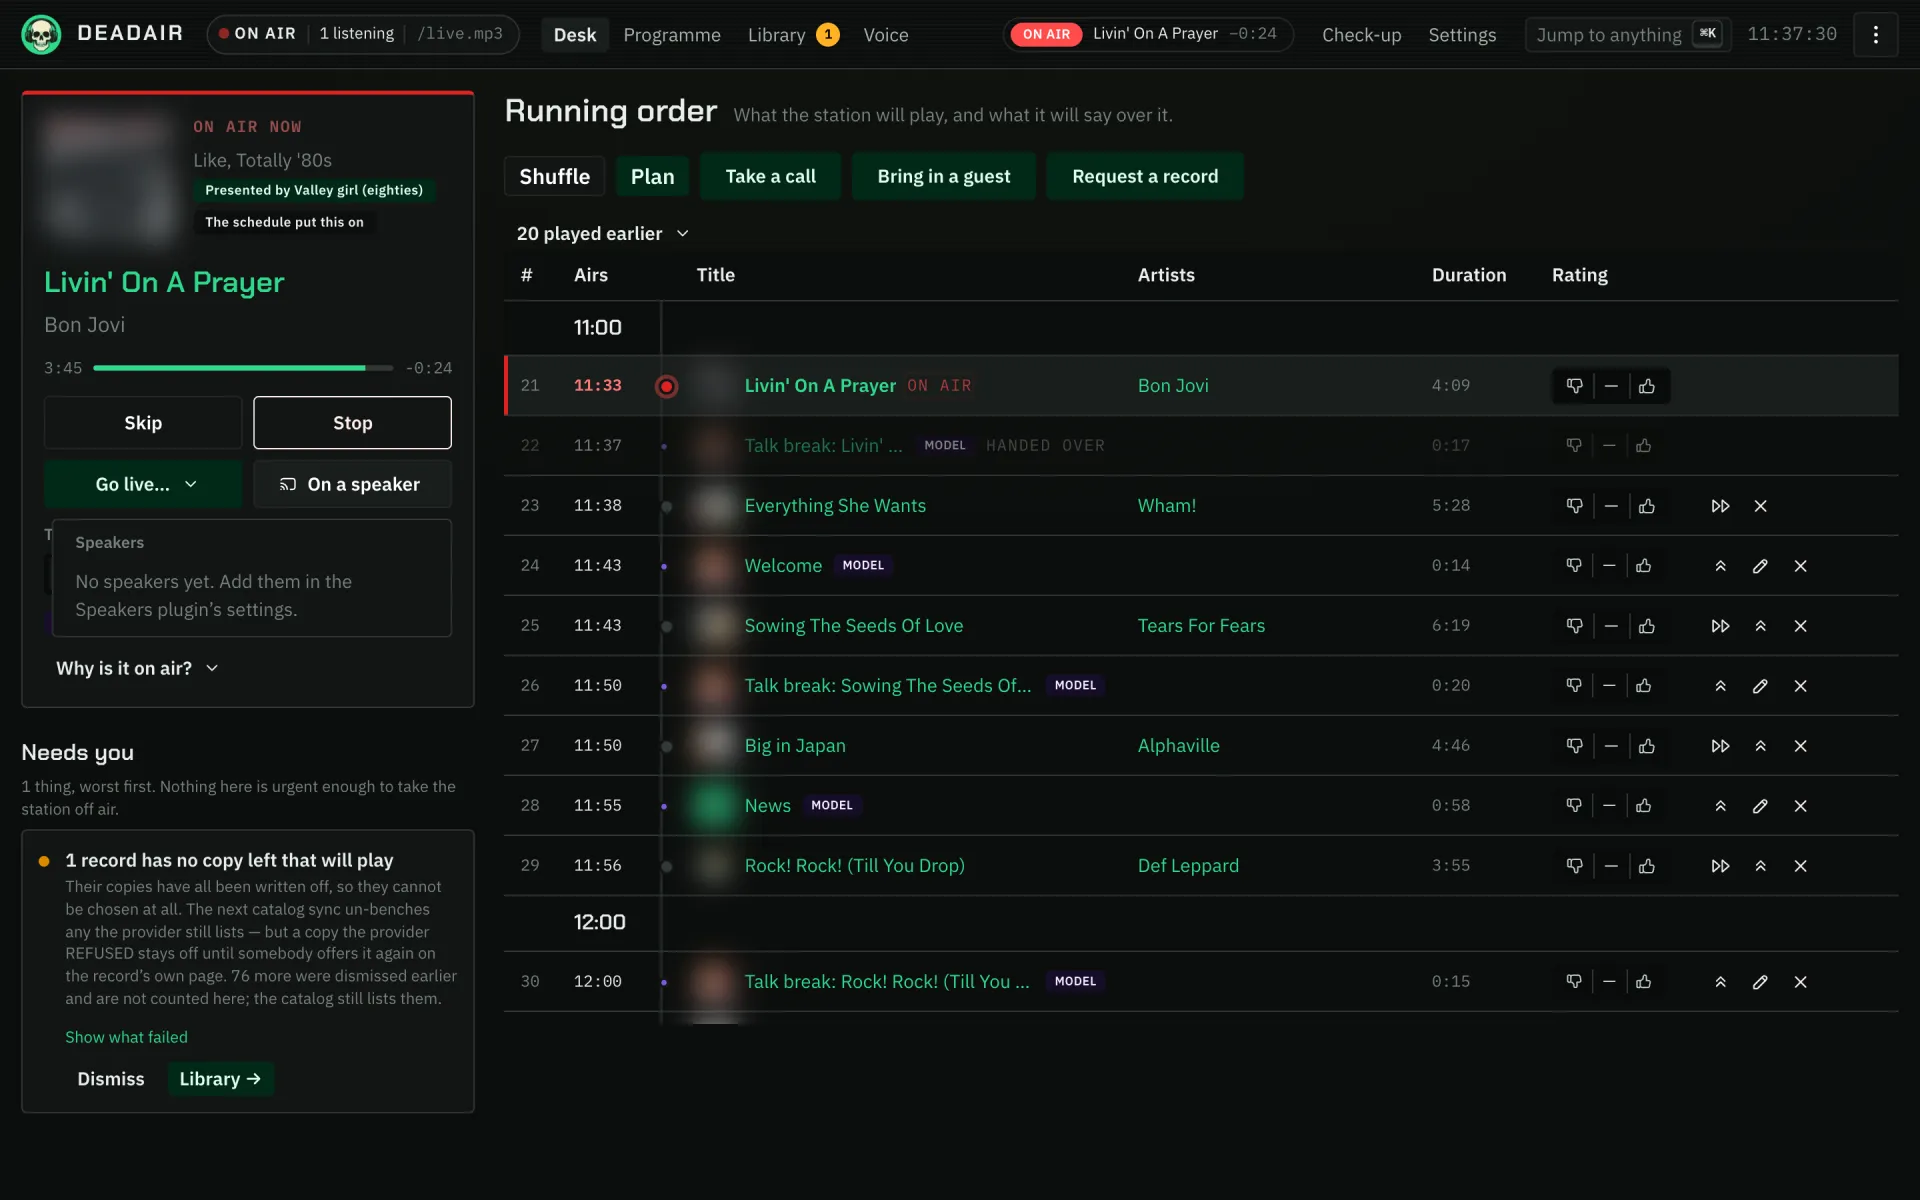 DEADAIR
ON AIR 1 listening /live.mp3
Desk Programme Library 1 Voice
ON AIR Livin' On A Prayer −0:24
Check-up Settings
Jump to anything ⌘K
11:37:30
ON AIR NOW
Like, Totally '80s
Presented by Valley girl (eighties)
The schedule put this on
Livin' On A Prayer
Bon Jovi
3:45 -0:24
Skip Stop
Go live... On a speaker
Speakers
No speakers yet. Add them in the
Speakers plugin’s settings.
Why is it on air?
Needs you
1 thing, worst first. Nothing here is urgent enough to take the
station off air.
1 record has no copy left that will play
Their copies have all been written off, so they cannot
be chosen at all. The next catalog sync un-benches
any the provider still lists — but a copy the provider
REFUSED stays off until somebody offers it again on
the record’s own page. 76 more were dismissed earlier
and are not counted here; the catalog still lists them.
Show what failed
Dismiss Library →
Running order What the station will play, and what it will say over it.
Shuffle Plan Take a call Bring in a guest Request a record
20 played earlier
# Airs Title Artists Duration Rating
11:00
21 11:33 Livin' On A Prayer ON AIR Bon Jovi 4:09
22 11:37 Talk break: Livin' ... MODEL HANDED OVER 0:17
23 11:38 Everything She Wants Wham! 5:28
24 11:43 Welcome MODEL 0:14
25 11:43 Sowing The Seeds Of Love Tears For Fears 6:19
26 11:50 Talk break: Sowing The Seeds Of... MODEL 0:20
27 11:50 Big in Japan Alphaville 4:46
28 11:55 News MODEL 0:58
29 11:56 Rock! Rock! (Till You Drop) Def Leppard 3:55
12:00
30 12:00 Talk break: Rock! Rock! (Till You ... MODEL 0:15